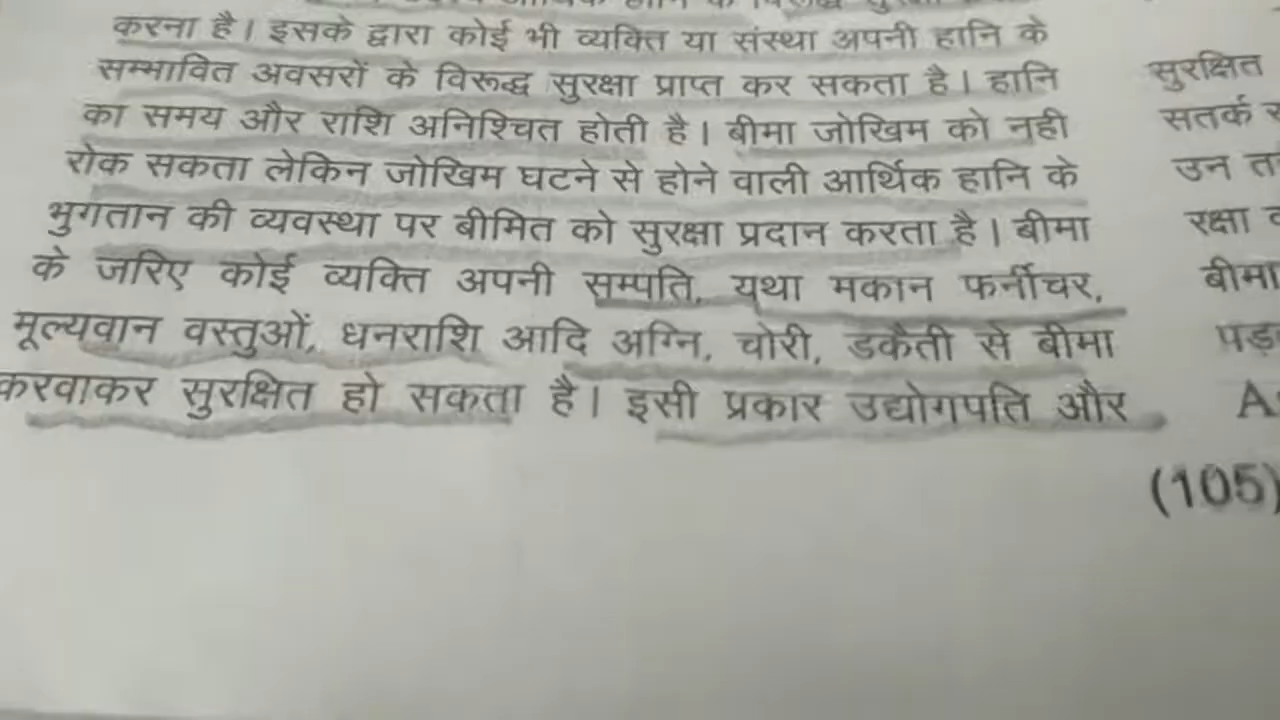 करना है। इसके द्वारा कोई भी व्यक्ति या संस्था अपनी हानि के
सम्भावित अवसरों के विरूद्ध सुरक्षा प्राप्त कर सकता है। हानि
का समय और राशि अनिश्चित होती है। बीमा जोखिम को नही
रोक सकता लेकिन जोखिम घटने से होने वाली आर्थिक हानि के
भुगतान की व्यवस्था पर बीमित को सुरक्षा प्रदान करता है। बीमा
के जरिए कोई व्यक्ति अपनी सम्पति, यथा मकान फर्नीचर,
मूल्यवान वस्तुओं, धनराशि आदि अग्नि, चोरी, डकैती से बीमा
करवाकर सुरक्षित हो सकता है। इसी प्रकार उद्योगपति और
सुरक्षित
सतर्क
उन
रक्षा
बीमा
(105)